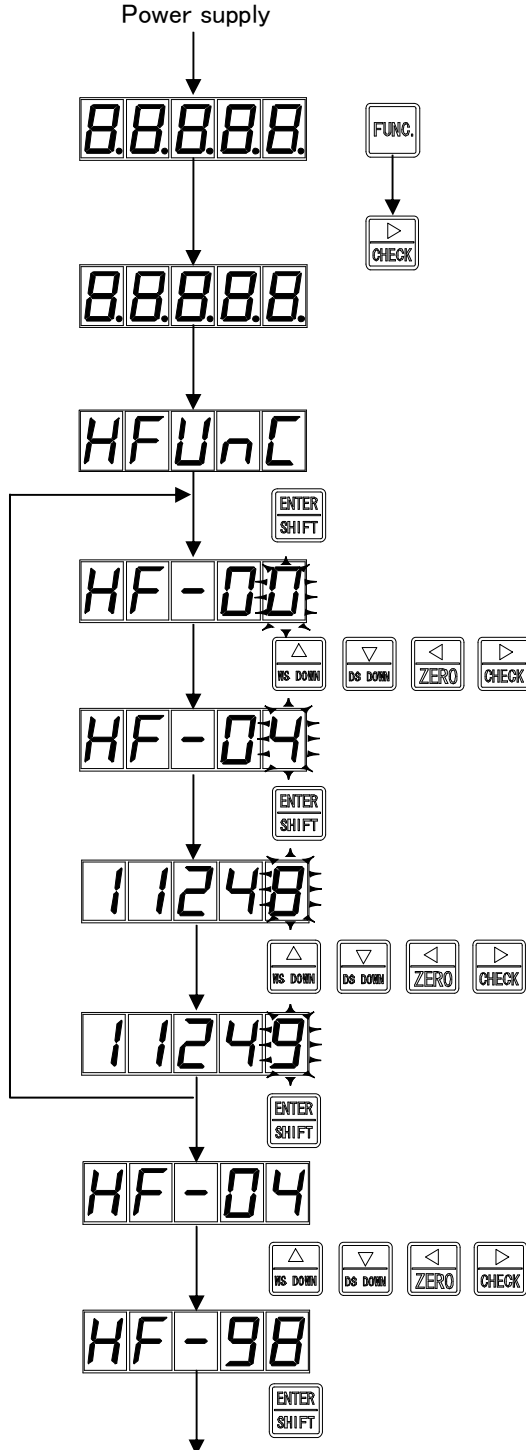 Power supply
8.8.8.8.8.
FUNC.
CHECK
8.8.8.8.8.
HFUnC
ENTER
SHIFT
HF-00
WS DOWN DS DOWN ZERO CHECK
HF-04
ENTER
SHIFT
11248
WS DOWN DS DOWN ZERO CHECK
11249
ENTER
SHIFT
HF-04
WS DOWN DS DOWN ZERO CHECK
HF-98
ENTER
SHIFT